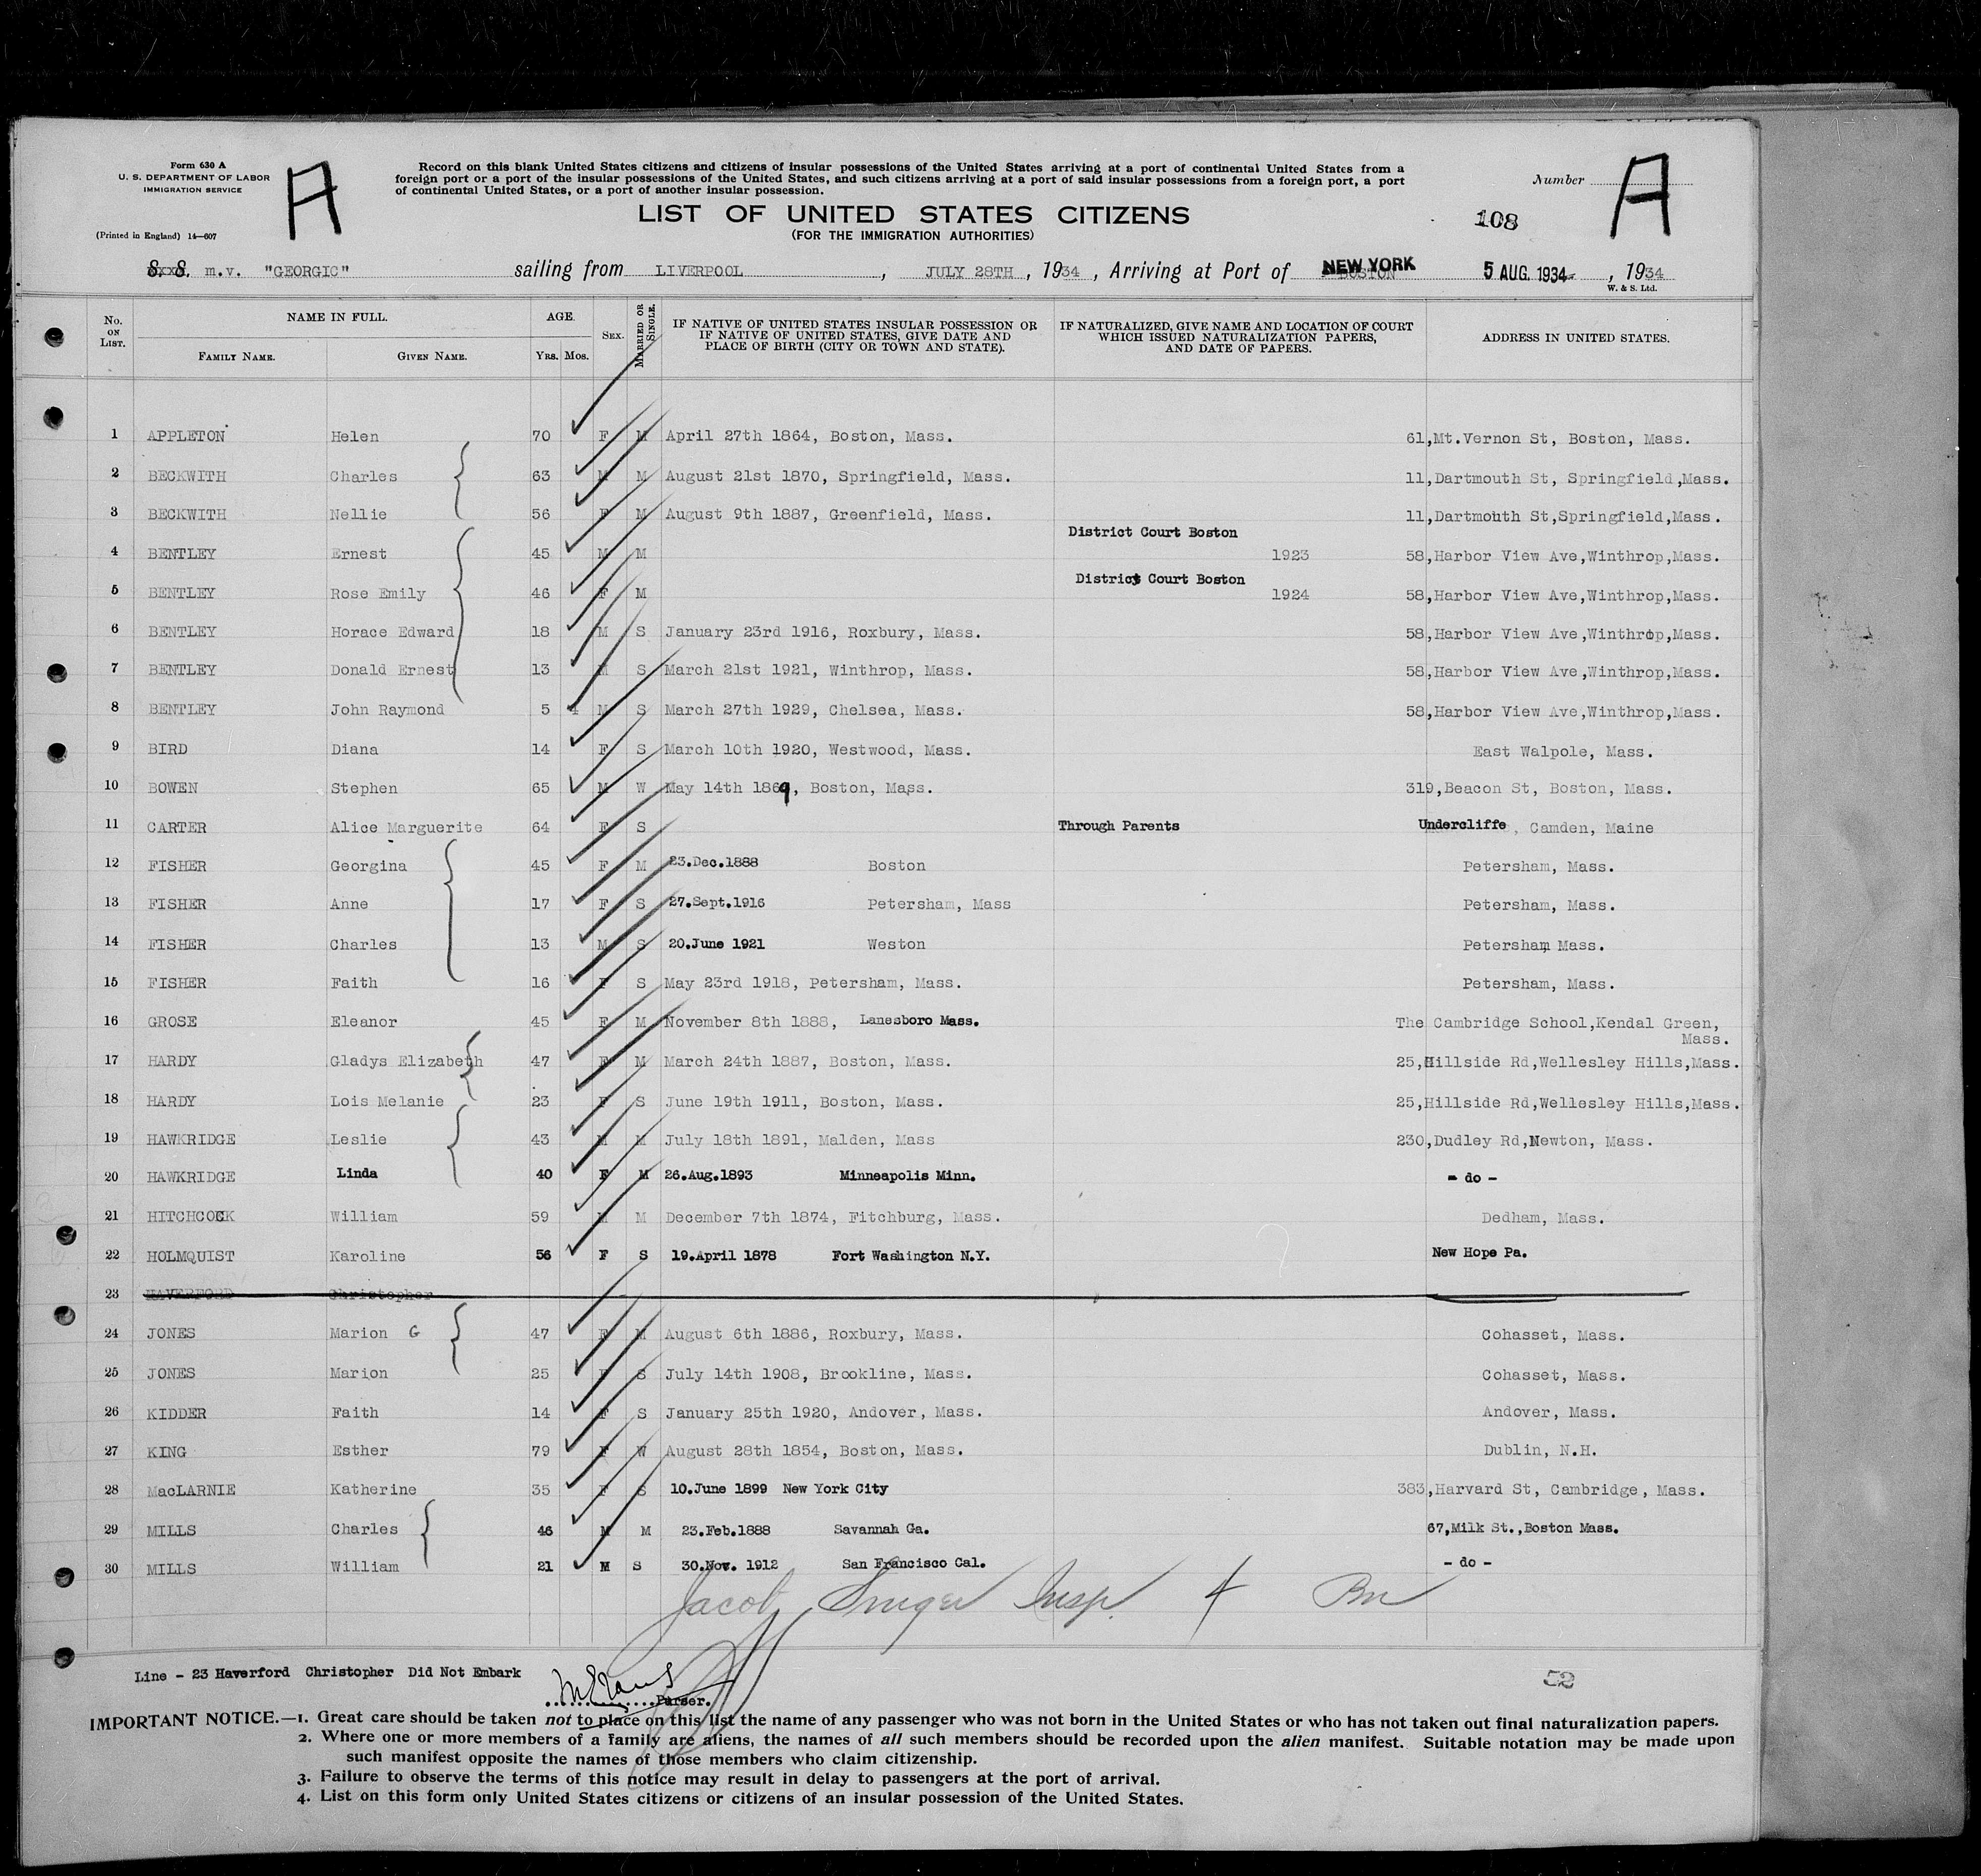 Form 630 A
U. S. DEPARTMENT OF LABOR
IMMIGRATION SERVICE
(Printed in England) 14—607
A
Record on this blank United States citizens and citizens of insular possessions of the United States arriving at a port of continental United States from a
foreign port or a port of the insular possessions of the United States, and such citizens arriving at a port of said insular possessions from a foreign port, a port
of continental United States, or a port of another insular possession.
LIST OF UNITED STATES CITIZENS
(FOR THE IMMIGRATION AUTHORITIES)
Number
108
A
S. S. m.v. "GEORGIC" sailing from LIVERPOOL, JULY 28TH, 1934, Arriving at Port of NEW YORK 5 AUG. 1934, 1934
W. & S. Ltd.
No. ON LIST. NAME IN FULL. AGE. SEX. MARRIED OR SINGLE. IF NATIVE OF UNITED STATES INSULAR POSSESSION OR IF NATIVE OF UNITED STATES, GIVE DATE AND PLACE OF BIRTH (CITY OR TOWN AND STATE). IF NATURALIZED, GIVE NAME AND LOCATION OF COURT WHICH ISSUED NATURALIZATION PAPERS, AND DATE OF PAPERS. ADDRESS IN UNITED STATES.
FAMILY NAME. GIVEN NAME. YRS. MOS.
1 APPLETON Helen 70 F M April 27th 1864, Boston, Mass. 61,Mt.Vernon St, Boston, Mass.
2 BECKWITH Charles 63 M M August 21st 1870, Springfield, Mass. 11,Dartmouth St, Springfield,Mass.
3 BECKWITH Nellie 56 F M August 9th 1887, Greenfield, Mass. 11,Dartmouth St,Springfield,Mass.
4 BENTLEY Ernest 45 M M District Court Boston 1923 58,Harbor View Ave,Winthrop,Mass.
5 BENTLEY Rose Emily 46 F M District Court Boston 1924 58,Harbor View Ave,Winthrop,Mass.
6 BENTLEY Horace Edward 18 M S January 23rd 1916, Roxbury, Mass. 58,Harbor View Ave,Winthrop,Mass.
7 BENTLEY Donald Ernest 13 M S March 21st 1921, Winthrop, Mass. 58,Harbor View Ave,Winthrop,Mass.
8 BENTLEY John Raymond 5 4 M S March 27th 1929, Chelsea, Mass. 58,Harbor View Ave,Winthrop,Mass.
9 BIRD Diana 14 F S March 10th 1920, Westwood, Mass. East Walpole, Mass.
10 BOWEN Stephen 65 M W May 14th 1869, Boston, Mass. 319,Beacon St, Boston, Mass.
11 CARTER Alice Marguerite 64 F S Through Parents Undercliffe, Camden, Maine
12 FISHER Georgina 45 F M 23.Dec.1888 Boston Petersham, Mass.
13 FISHER Anne 17 F S 27.Sept.1916 Petersham, Mass Petersham, Mass.
14 FISHER Charles 13 M S 20.June 1921 Weston Petersham, Mass.
15 FISHER Faith 16 F S May 23rd 1918, Petersham, Mass. Petersham, Mass.
16 GROSE Eleanor 45 F M November 8th 1888, Lanesboro Mass. The Cambridge School,Kendal Green, Mass.
17 HARDY Gladys Elizabeth 47 F M March 24th 1887, Boston, Mass. 25,Hillside Rd,Wellesley Hills,Mass.
18 HARDY Lois Melanie 23 F S June 19th 1911, Boston, Mass. 25,Hillside Rd,Wellesley Hills,Mass.
19 HAWKRIDGE Leslie 43 M M July 18th 1891, Malden, Mass 230,Dudley Rd,Newton, Mass.
20 HAWKRIDGE Linda 40 F M 26.Aug.1893 Minneapolis Minn. - do -
21 HITCHCOCK William 59 M M December 7th 1874, Fitchburg, Mass. Dedham, Mass.
22 HOLMQUIST Karoline 56 F S 19.April 1878 Fort Washington N.Y. New Hope Pa.
23 HAVERFORD Christopher
24 JONES Marion G 47 F M August 6th 1886, Roxbury, Mass. Cohasset, Mass.
25 JONES Marion 25 F S July 14th 1908, Brookline, Mass. Cohasset, Mass.
26 KIDDER Faith 14 F S January 25th 1920, Andover, Mass. Andover, Mass.
27 KING Esther 79 F W August 28th 1854, Boston, Mass. Dublin, N.H.
28 MacLARNIE Katherine 35 F S 10.June 1899 New York City 383,Harvard St, Cambridge, Mass.
29 MILLS Charles 46 M M 23.Feb.1888 Savannah Ga. 67,Milk St.,Boston Mass.
30 MILLS William 21 M S 30.Nov. 1912 San Francisco Cal. - do -
Jacob Insp.
Line - 23 Haverford Christopher Did Not Embark
Purser.
52
IMPORTANT NOTICE.—1. Great care should be taken not to place on this list the name of any passenger who was not born in the United States or who has not taken out final naturalization papers.
2. Where one or more members of a family are aliens, the names of all such members should be recorded upon the alien manifest. Suitable notation may be made upon
such manifest opposite the names of those members who claim citizenship.
3. Failure to observe the terms of this notice may result in delay to passengers at the port of arrival.
4. List on this form only United States citizens or citizens of an insular possession of the United States.